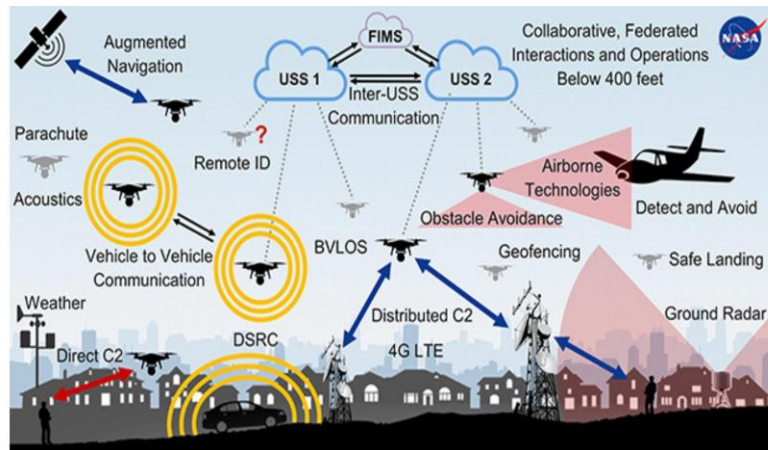 FIMS
NASA
Augmented
Navigation
USS 1
USS 2
Inter-USS
Communication
Collaborative, Federated
Interactions and Operations
Below 400 feet
Parachute
?
Remote ID
Acoustics
Airborne
Technologies
Detect and Avoid
Obstacle Avoidance
Vehicle to Vehicle
Communication
BVLOS
Geofencing
Safe Landing
Weather
Ground Radar
DSRC
Distributed C2
4G LTE
Direct C2